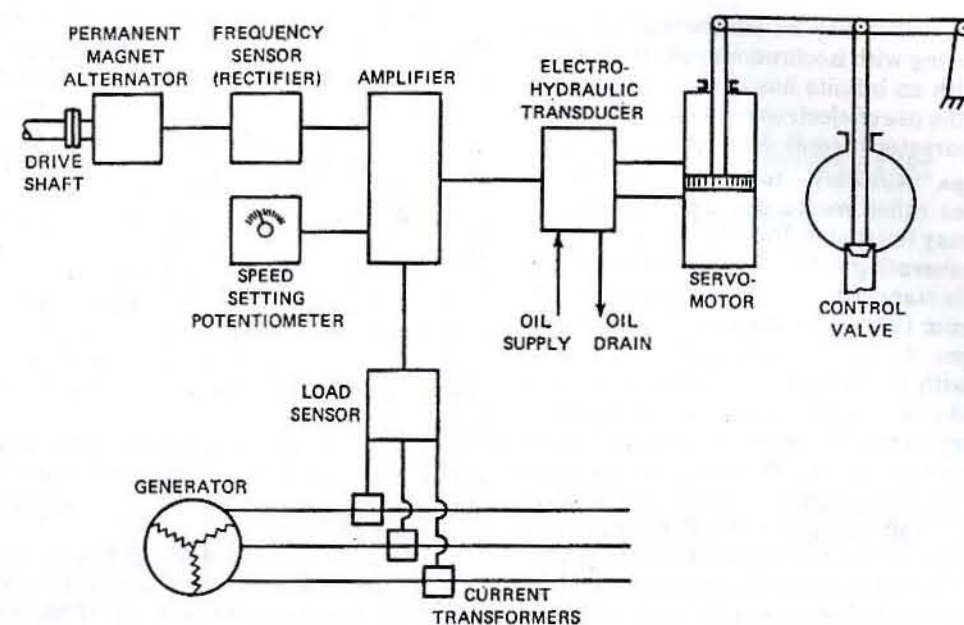 PERMANENT
MAGNET
ALTERNATOR
FREQUENCY
SENSOR
(RECTIFIER)
AMPLIFIER
ELECTRO-
HYDRAULIC
TRANSDUCER
DRIVE
SHAFT
SPEED
SETTING
POTENTIOMETER
OIL
SUPPLY
OIL
DRAIN
SERVO-
MOTOR
CONTROL
VALVE
LOAD
SENSOR
GENERATOR
CURRENT
TRANSFORMERS